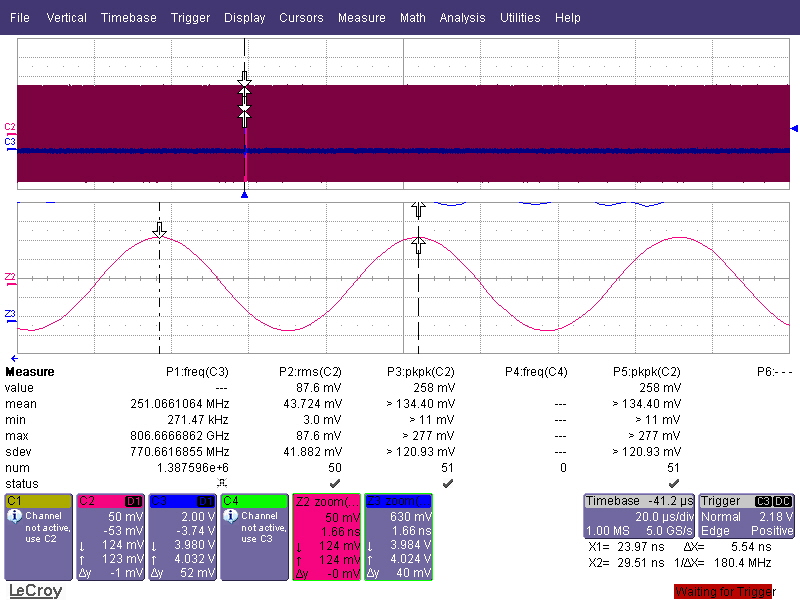 File Vertical Timebase Trigger Display Cursors Measure Math Analysis Utilities Help
C2
C3
Z2
Z3
Measure P1:freq(C3) P2:rms(C2) P3:pkpk(C2) P4:freq(C4) P5:pkpk(C2) P6:- - -
value --- 87.6 mV 258 mV 258 mV
mean 251.0661064 MHz 43.724 mV > 134.40 mV --- > 134.40 mV
min 271.47 kHz 3.0 mV > 11 mV --- > 11 mV
max 806.6666862 GHz 87.6 mV > 277 mV --- > 277 mV
sdev 770.6616855 MHz 41.882 mV > 120.93 mV --- > 120.93 mV
num 1.387596e+6 50 51 0 51
status
C1
Channel
not active,
use C2
C2 D1
50 mV
-53 mV
↓ 124 mV
↑ 123 mV
Δy -1 mV
C3 D1
2.00 V
-3.74 V
↓ 3.980 V
↑ 4.032 V
Δy 52 mV
C4
Channel
not active,
use C3
Z2 zoom(...
50 mV
1.66 ns
↓ 124 mV
↑ 124 mV
Δy -0 mV
Z3 zoom(...
630 mV
1.66 ns
↓ 3.984 V
↑ 4.024 V
Δy 40 mV
Timebase -41.2 µs
20.0 µs/div
1.00 MS 5.0 GS/s
Trigger C3 DC
Normal 2.18 V
Edge Positive
X1= 23.97 ns ΔX= 5.54 ns
X2= 29.51 ns 1/ΔX= 180.4 MHz
LeCroy
Waiting for Trigger